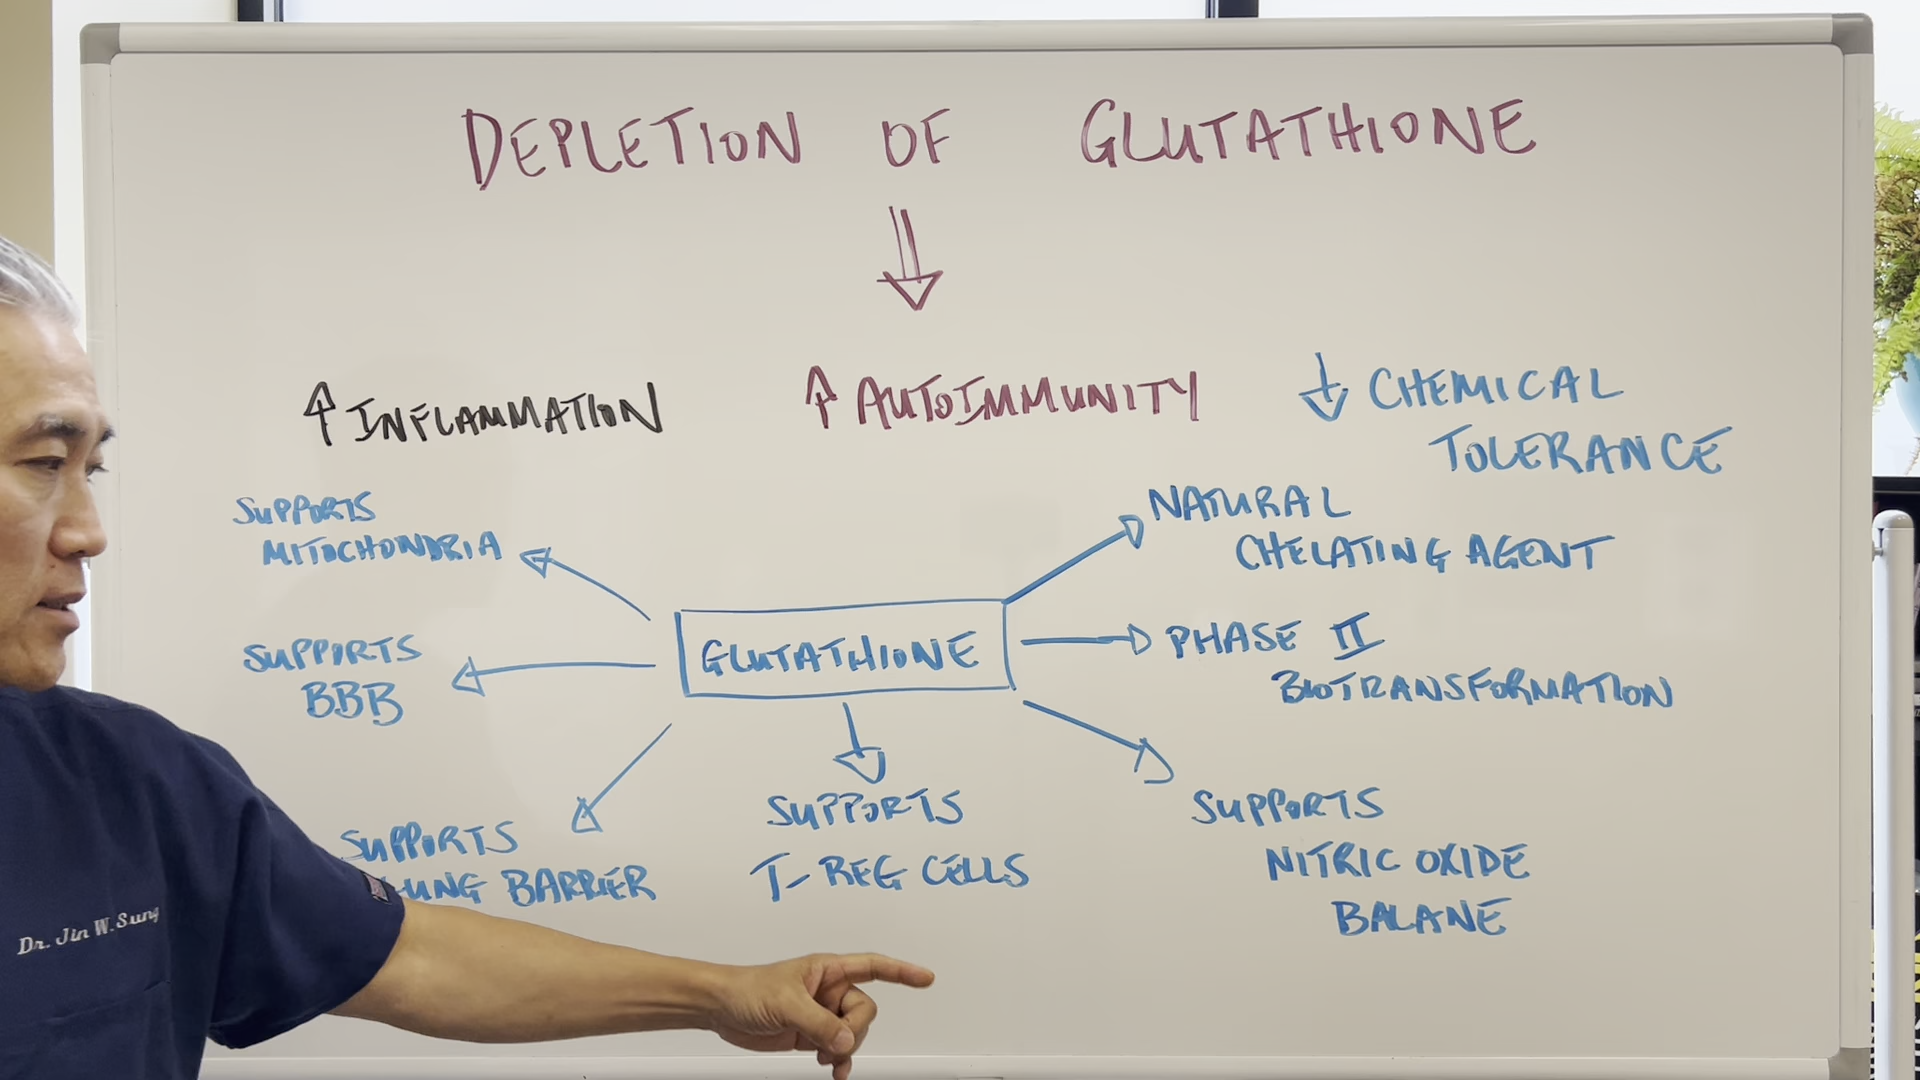 DEPLETION OF GLUTATHIONE
↑ INFLAMMATION
↑ AUTOIMMUNITY
↓ CHEMICAL
TOLERANCE
SUPPORTS
MITOCHONDRIA
SUPPORTS
BBB
SUPPORTS
LUNG BARRIER
GLUTATHIONE
SUPPORTS
T-REG CELLS
NATURAL
CHELATING AGENT
PHASE II
BIOTRANSFORMATION
SUPPORTS
NITRIC OXIDE
BALANE
Dr. Jin W. Sung